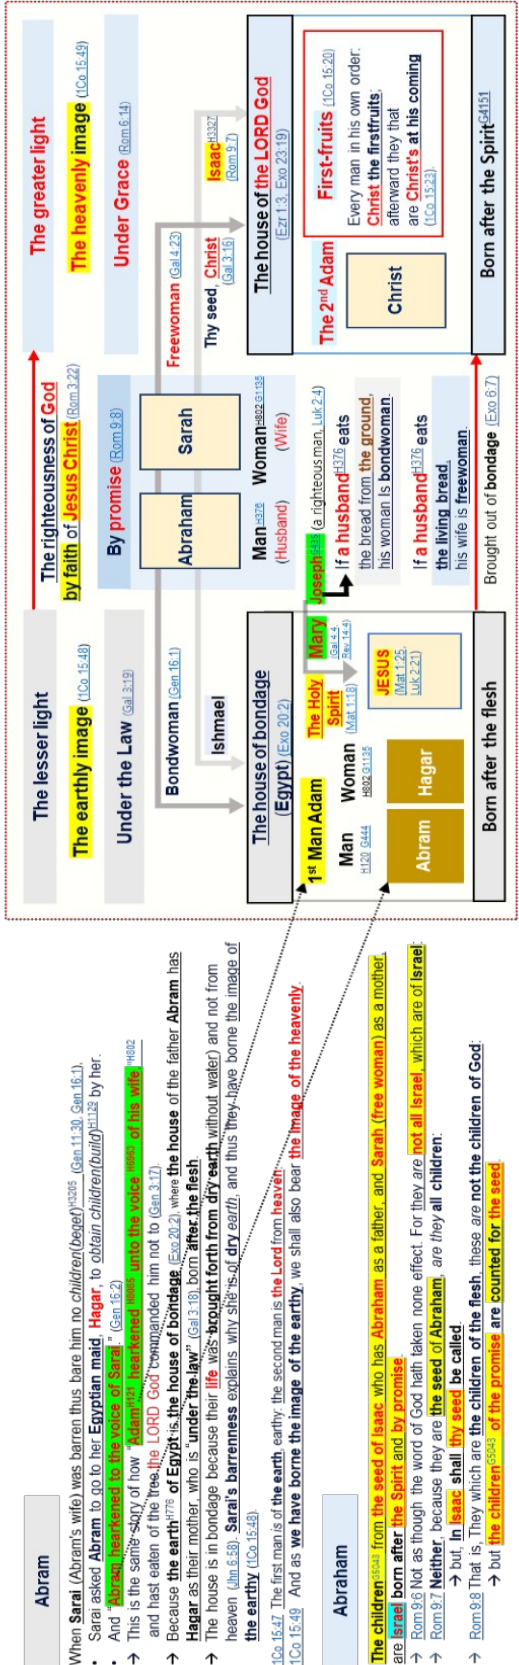 Abram
When Sarai (Abram's wife) was barren thus bare him no children(beget)H3205 (Gen 11:30, Gen 16:1),
• Sarai asked Abram to go to her Egyptian maid, Hagar, to obtain children(build)H1129 by her.
• And "Abram hearkened to the voice of Sarai." (Gen 16:2)
→ This is the same story of how "AdamH121 hearkened H8085 unto the voice H6963 of his wife,"H802
and hast eaten of the tree the LORD God commanded him not to (Gen 3:17).
→ Because the earthH776 of Egypt is the house of bondage (Exo 20:2), where the house of the father Abram has
Hagar as their mother, who is "under the law" (Gal 3:18), born after the flesh.
→ The house is in bondage because their life was brought forth from dry earth without water) and not from
heaven (Jhn 6:58). Sarai's barrenness explains why she is of dry earth, and thus they have borne the image of
the earthy (1Co 15:48).
1Co 15:47 The first man is of the earth, earthy: the second man is the Lord from heaven.
1Co 15:49 And as we have borne the image of the earthy, we shall also bear the image of the heavenly.
Abraham
The childrenG5043 from the seed of Isaac who has Abraham as a father, and Sarah (free woman) as a mother,
are Israel born after the Spirit and by promise.
→ Rom 9:6 Not as though the word of God hath taken none effect. For they are not all Israel, which are of Israel:
→ Rom 9:7 Neither, because they are the seed of Abraham, are they all children:
→ but, In Isaac shall thy seed be called.
→ Rom 9:8 That is, They which are the children of the flesh, these are not the children of God:
→ but the childrenG5043 of the promise are counted for the seed.
The lesser light
The righteousness of God
by faith of Jesus Christ (Rom 3:22)
The greater light
The earthly image (1Co 15:48)
The heavenly image (1Co 15:49)
Under the Law (Gal 3:19)
By promise (Rom 9:8)
Under Grace (Rom 6:14)
Bondwoman (Gen 16:1)
Abraham
Sarah
Freewoman (Gal 4:23)
Ishmael
Thy seed, Christ
(Gal 3:16)
IsaacH3327
(Rom 9:7)
ManH376
(Husband)
WomanH802,G1135
(Wife)
The house of bondage
(Egypt) (Exo 20:2)
The house of the LORD God
(Ezr 1:3, Exo 23:19)
1st Man Adam
The Holy
Spirit
(Mat 1:18)
Mary
(Gal 4:4,
Rev 14:4)
Joseph (a righteous man, Luk 2:4)
Man
H120 G444
Woman
H802 G1135
JESUS
(Mat 1:25,
Luk 2:21)
If a husbandH376 eats
the bread from the ground,
his woman Is bondwoman.
If a husbandH376 eats
the living bread,
his wife is freewoman.
The 2nd Adam
Christ
First-fruits (1Co 15:20)
Every man in his own order:
Christ the firstfruits;
afterward they that
are Christ's at his coming
(1Co 15:23).
Abram
Hagar
Born after the flesh
Brought out of bondage (Exo 6:7)
Born after the SpiritG4151